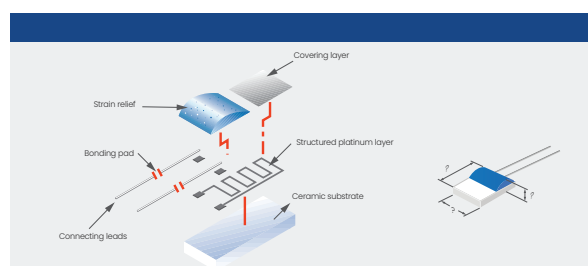 Covering layer
Strain relief
Bonding pad
Structured platinum layer
Ceramic substrate
Connecting leads
?
?
?